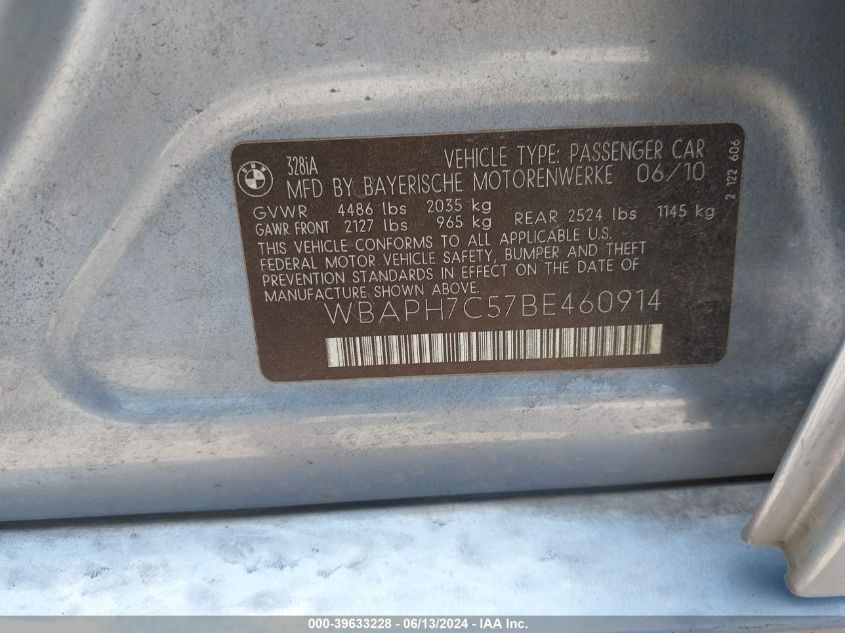 BMW
328iA
VEHICLE TYPE: PASSENGER CAR
MFD BY BAYERISCHE MOTORENWERKE 06/10
GVWR 4486 lbs 2035 kg
GAWR FRONT 2127 lbs 965 kg REAR 2524 lbs 1145 kg
THIS VEHICLE CONFORMS TO ALL APPLICABLE U.S.
FEDERAL MOTOR VEHICLE SAFETY, BUMPER AND THEFT
PREVENTION STANDARDS IN EFFECT ON THE DATE OF
MANUFACTURE SHOWN ABOVE.
WBAPH7C57BE460914
2 122 606
000-39633228 - 06/13/2024 - IAA Inc.